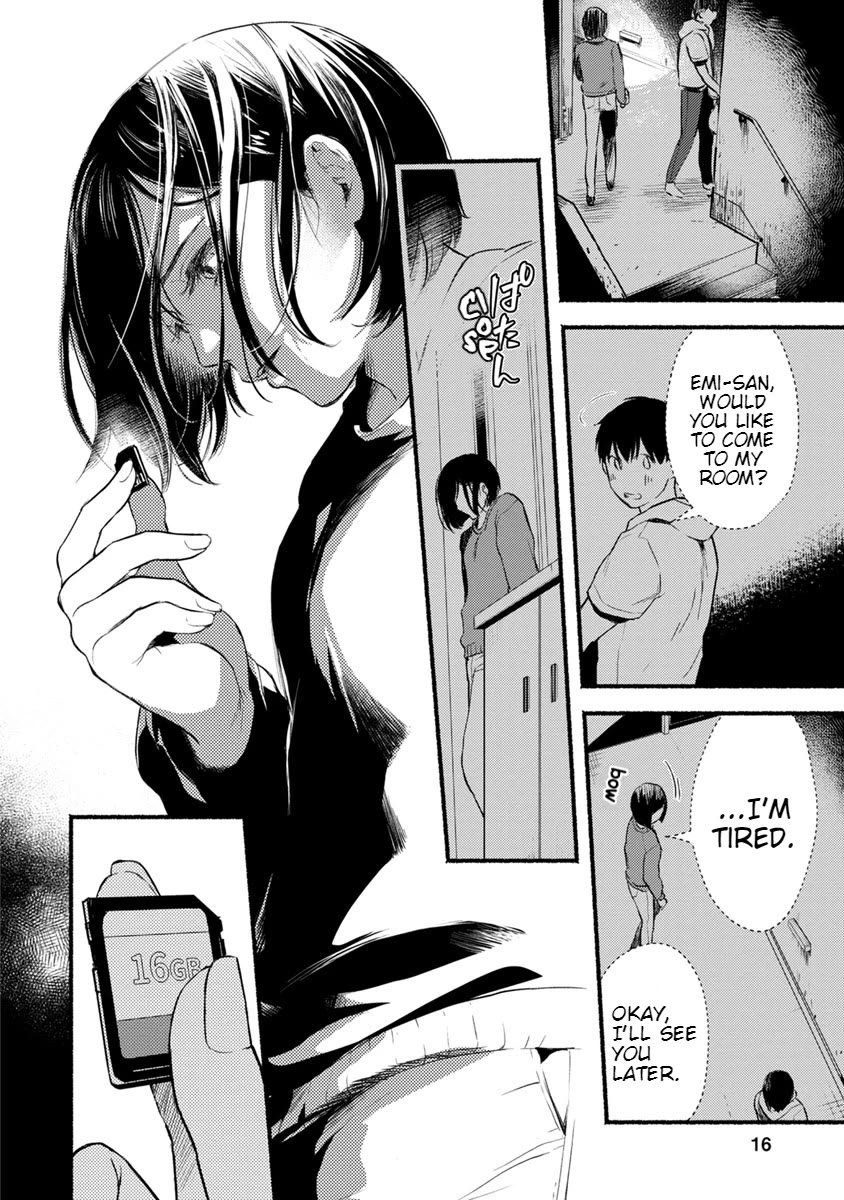 EMI-SAN,
WOULD
YOU LIKE
TO COME
TO MY
ROOM?
bow
...I'M
TIRED.
OKAY,
I'LL SEE
YOU
LATER.
ぱたん
close
16GB
16